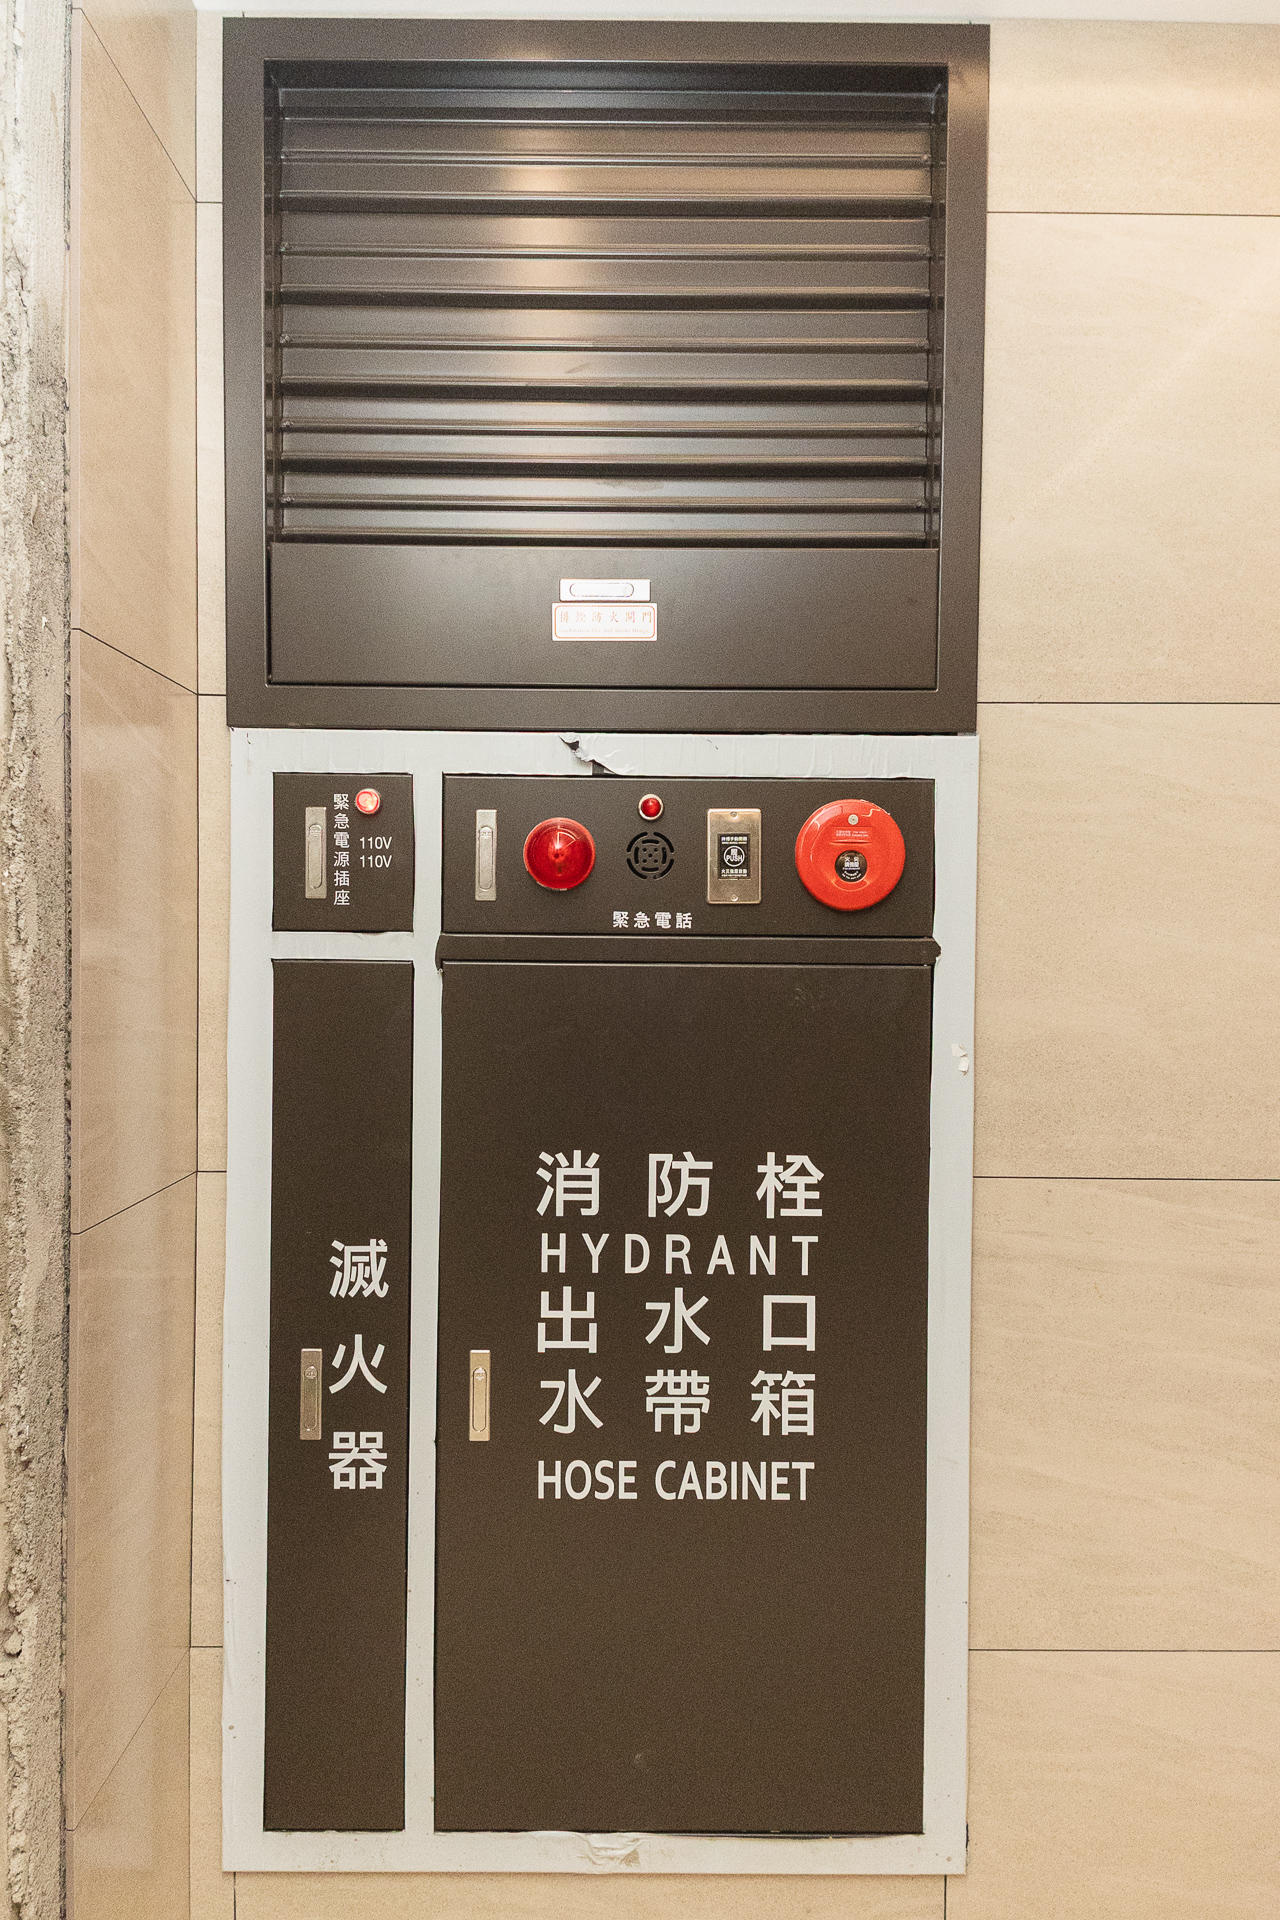 緊急電源插座
110V
110V
PUSH
緊急電話
滅火器
消防栓
HYDRANT
出水口
水帶箱
HOSE CABINET